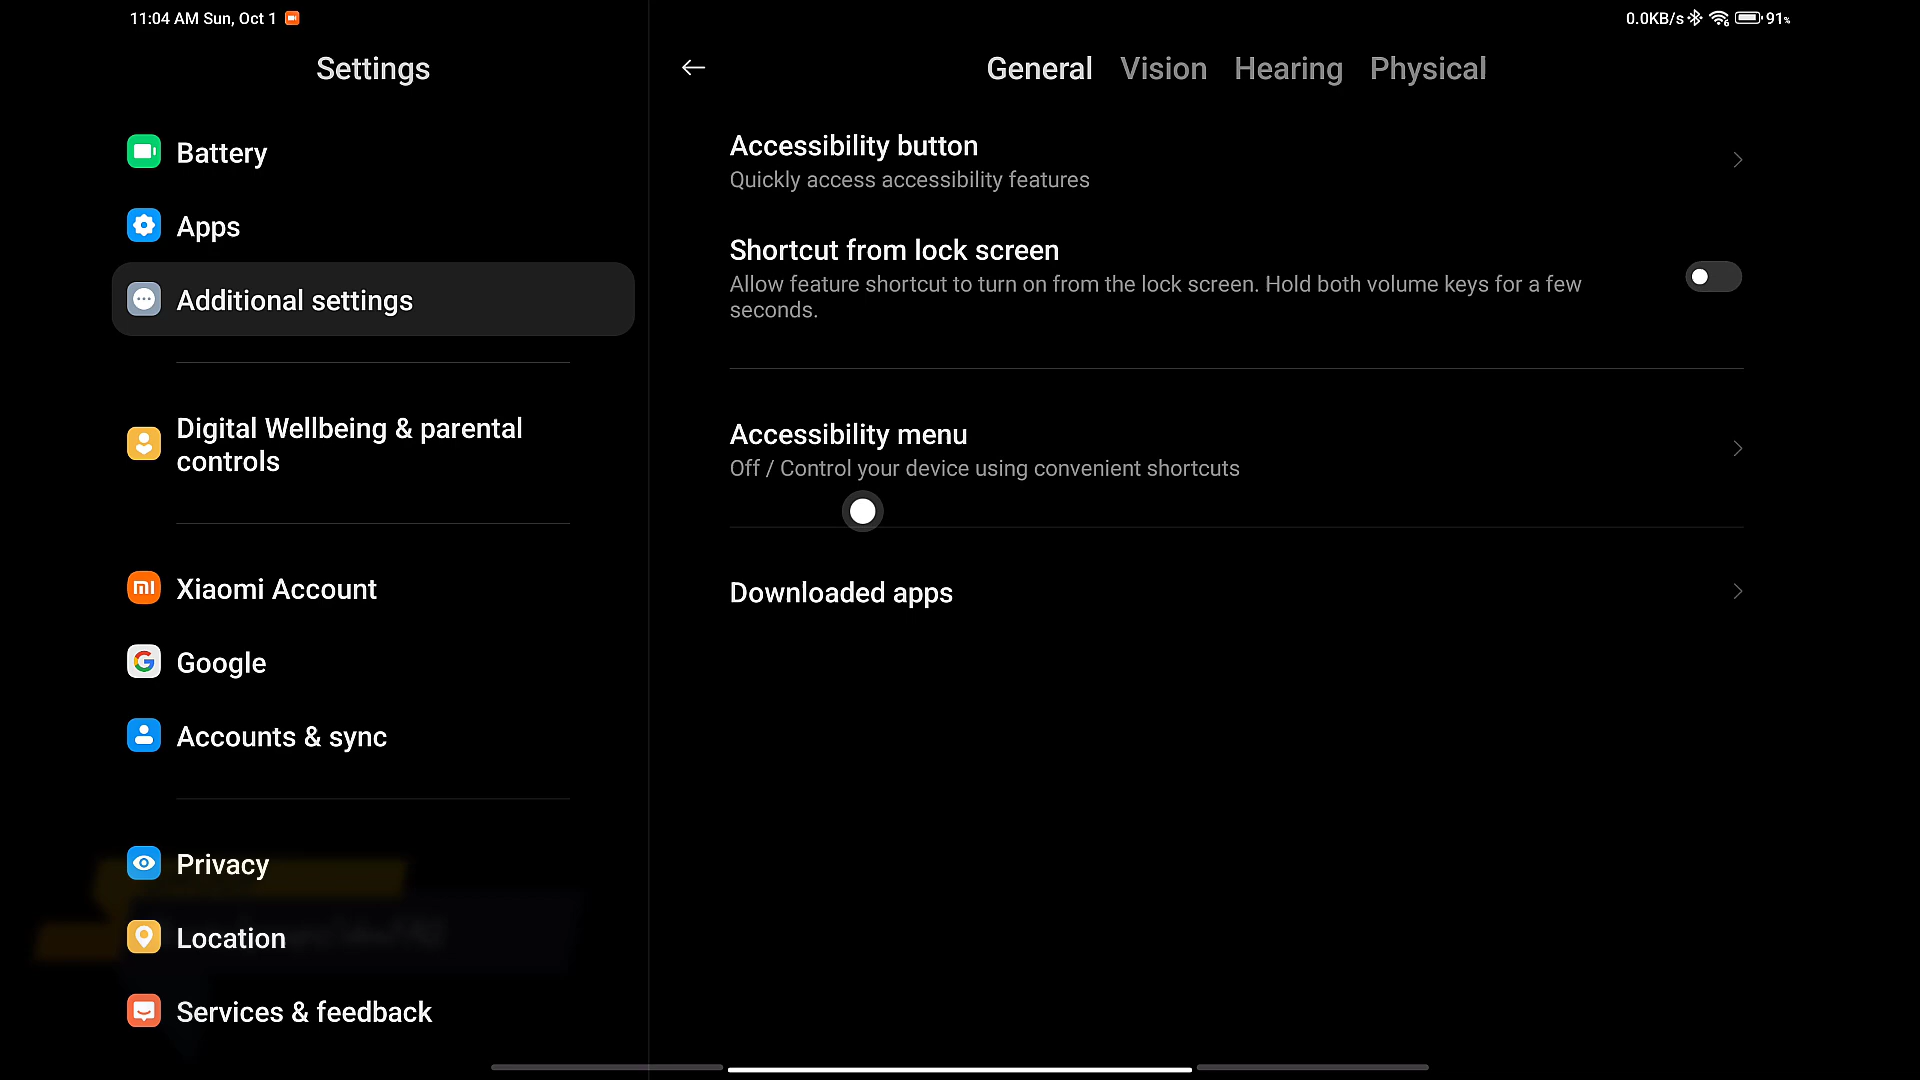 11:04 AM Sun, Oct 1
0.0KB/s 6 91%
Settings
General Vision Hearing Physical
Battery
Apps
Additional settings
Digital Wellbeing & parental
controls
mi Xiaomi Account
G Google
Accounts & sync
Privacy
Location
Services & feedback
Accessibility button
Quickly access accessibility features
Shortcut from lock screen
Allow feature shortcut to turn on from the lock screen. Hold both volume keys for a few
seconds.
Accessibility menu
Off / Control your device using convenient shortcuts
Downloaded apps